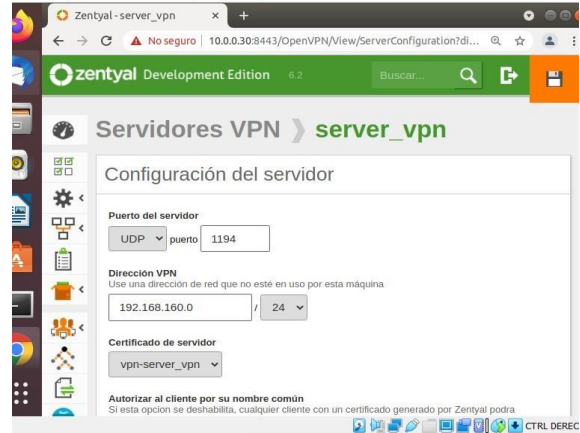 Zentyal - server_vpn
No seguro 10.0.0.30:8443/OpenVPN/View/ServerConfiguration?di...
zentyal Development Edition 6.2 Buscar...
Servidores VPN server_vpn
Configuración del servidor
Puerto del servidor
UDP puerto 1194
Dirección VPN
Use una dirección de red que no esté en uso por esta máquina
192.168.160.0 / 24
Certificado de servidor
vpn-server_vpn
Autorizar al cliente por su nombre común
Si esta opcion se deshabilita, cualquier cliente con un certificado generado por Zentyal podra
CTRL DEREC